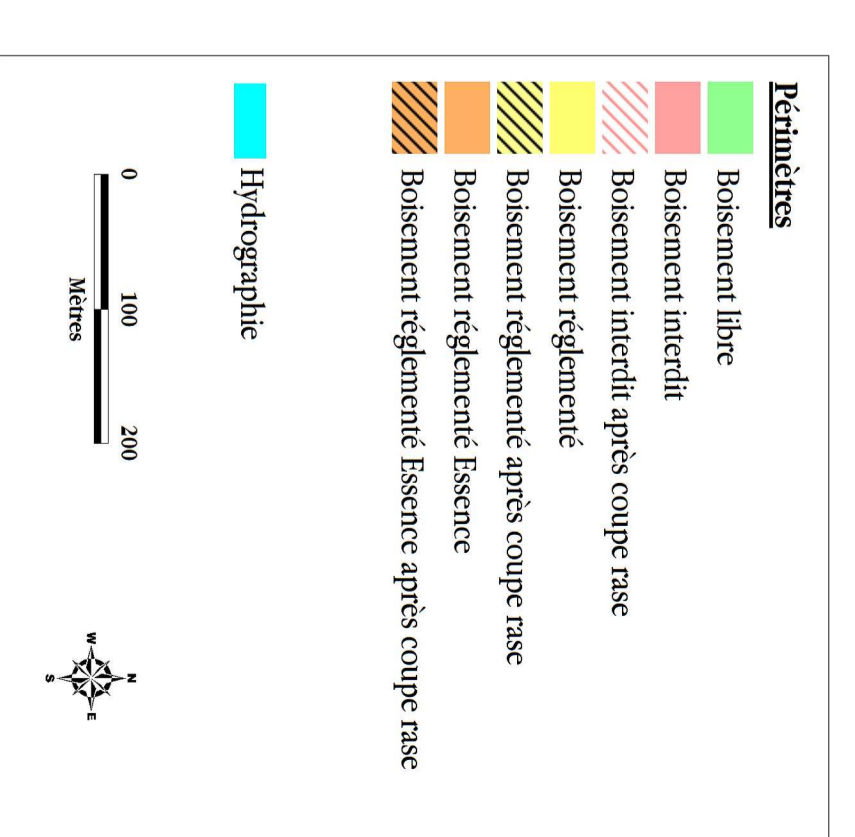 Périmètres
Boisement libre
Boisement interdit
Boisement interdit après coupe rase
Boisement réglementé
Boisement réglementé après coupe rase
Boisement réglementé Essence
Boisement réglementé Essence après coupe rase
Hydrographie
0 100 200
Mètres
N
W E
S